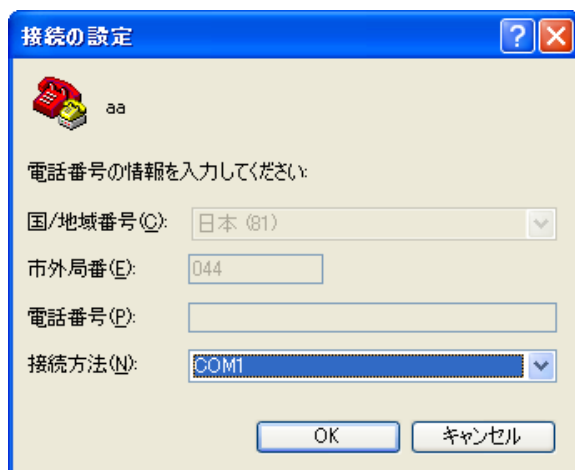 接続の設定
aa
電話番号の情報を入力してください:
国/地域番号(C): 日本 (81)
市外局番(E): 044
電話番号(P):
接続方法(N): COM1
OK キャンセル